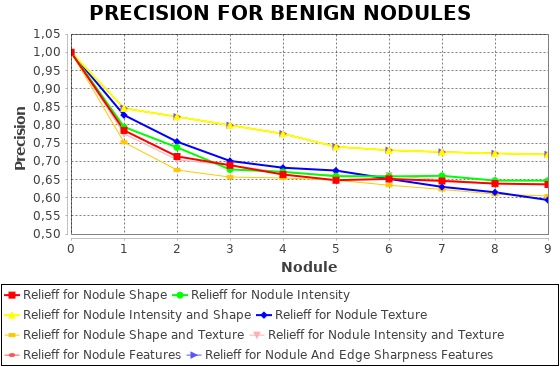 PRECISION FOR BENIGN NODULES
1,05
1,00
0,95
0,90
0,85
0,80
0,75
0,70
0,65
0,60
0,55
0,50
Precision
0 1 2 3 4 5 6 7 8 9
Nodule
Relieff for Nodule Shape Relieff for Nodule Intensity
Relieff for Nodule Intensity and Shape Relieff for Nodule Texture
Relieff for Nodule Shape and Texture Relieff for Nodule Intensity and Texture
Relieff for Nodule Features Relieff for Nodule And Edge Sharpness Features